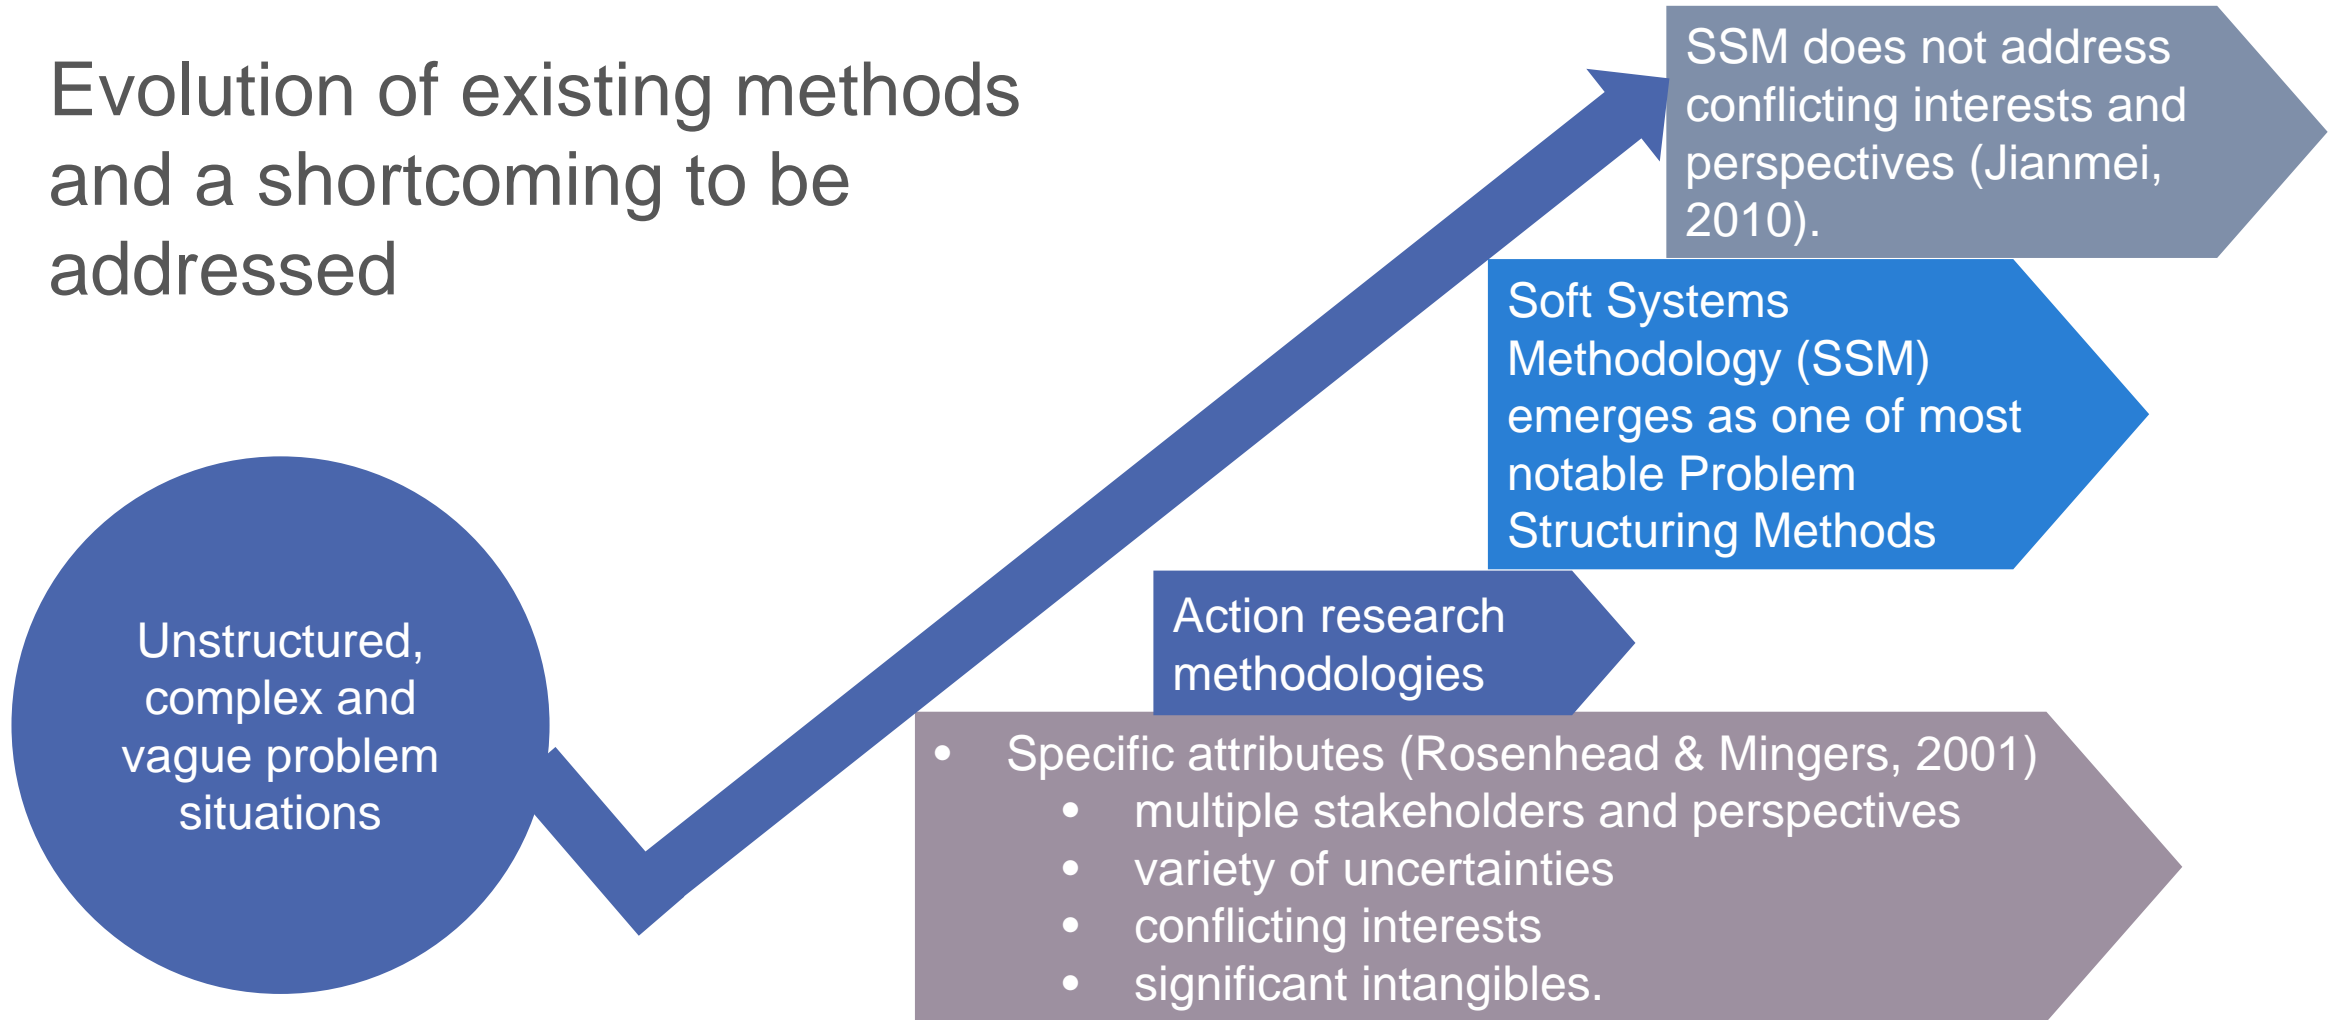 Evolution of existing methods
and a shortcoming to be
addressed
SSM does not address
conflicting interests and
perspectives (Jianmei,
2010).
Soft Systems
Methodology (SSM)
emerges as one of most
notable Problem
Structuring Methods
Action research
methodologies
Unstructured,
complex and
vague problem
situations
• Specific attributes (Rosenhead & Mingers, 2001)
• multiple stakeholders and perspectives
• variety of uncertainties
• conflicting interests
• significant intangibles.